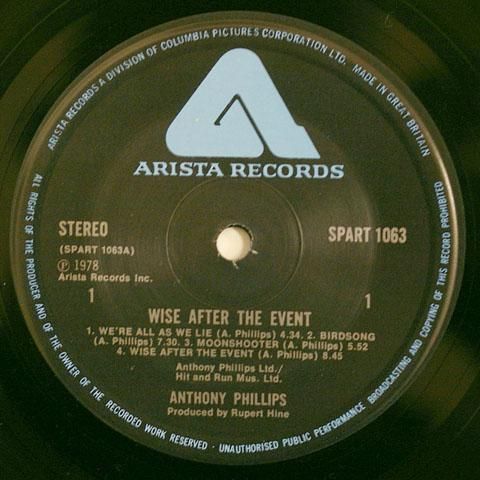 ARISTA RECORDS A DIVISION OF COLUMBIA PICTURES CORPORATION LTD. MADE IN GREAT BRITAIN
ARISTA RECORDS
STEREO
SPART 1063
(SPART 1063A)
Ⓟ 1978
Arista Records Inc.
1
1
WISE AFTER THE EVENT
1. WE'RE ALL AS WE LIE (A. Phillips) 4.34. 2. BIRDSONG
(A. Phillips) 7.30. 3. MOONSHOOTER (A. Phillips) 5.52
4. WISE AFTER THE EVENT (A. Phillips) 8.45
Anthony Phillips Ltd./
Hit and Run Mus. Ltd.
ANTHONY PHILLIPS
Produced by Rupert Hine
ALL RIGHTS OF THE PRODUCER AND OF THE OWNER OF THE RECORDED WORK RESERVED · UNAUTHORISED PUBLIC PERFORMANCE BROADCASTING AND COPYING OF THIS RECORD PROHIBITED